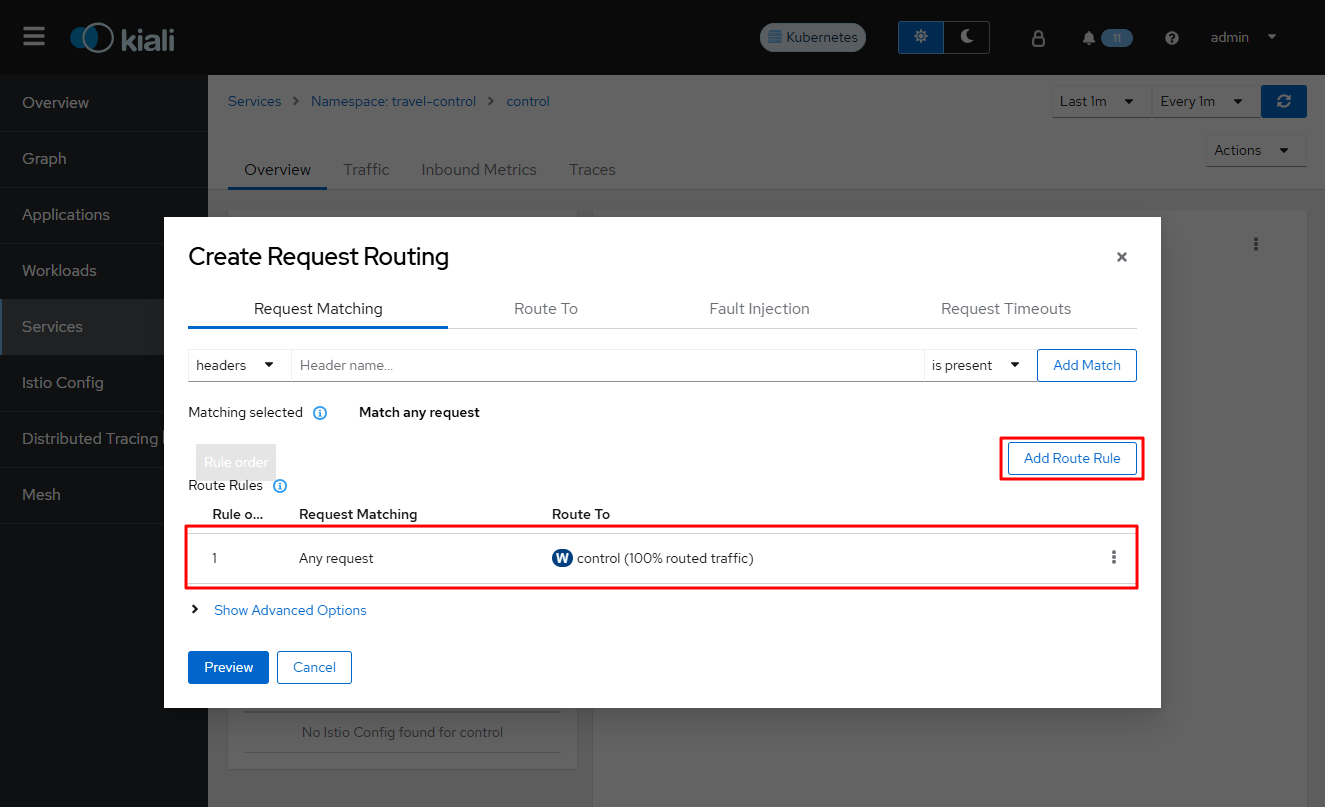 kiali
Kubernetes
11
admin
Overview
Graph
Applications
Workloads
Services
Istio Config
Distributed Tracing
Mesh
Services > Namespace: travel-control > control
Last 1m
Every 1m
Actions
Overview Traffic Inbound Metrics Traces
Create Request Routing
Request Matching Route To Fault Injection Request Timeouts
headers Header name... is present Add Match
Matching selected Match any request
Rule order
Add Route Rule
Route Rules
Rule o... Request Matching Route To
1 Any request W control (100% routed traffic)
Show Advanced Options
Preview Cancel
No Istio Config found for control